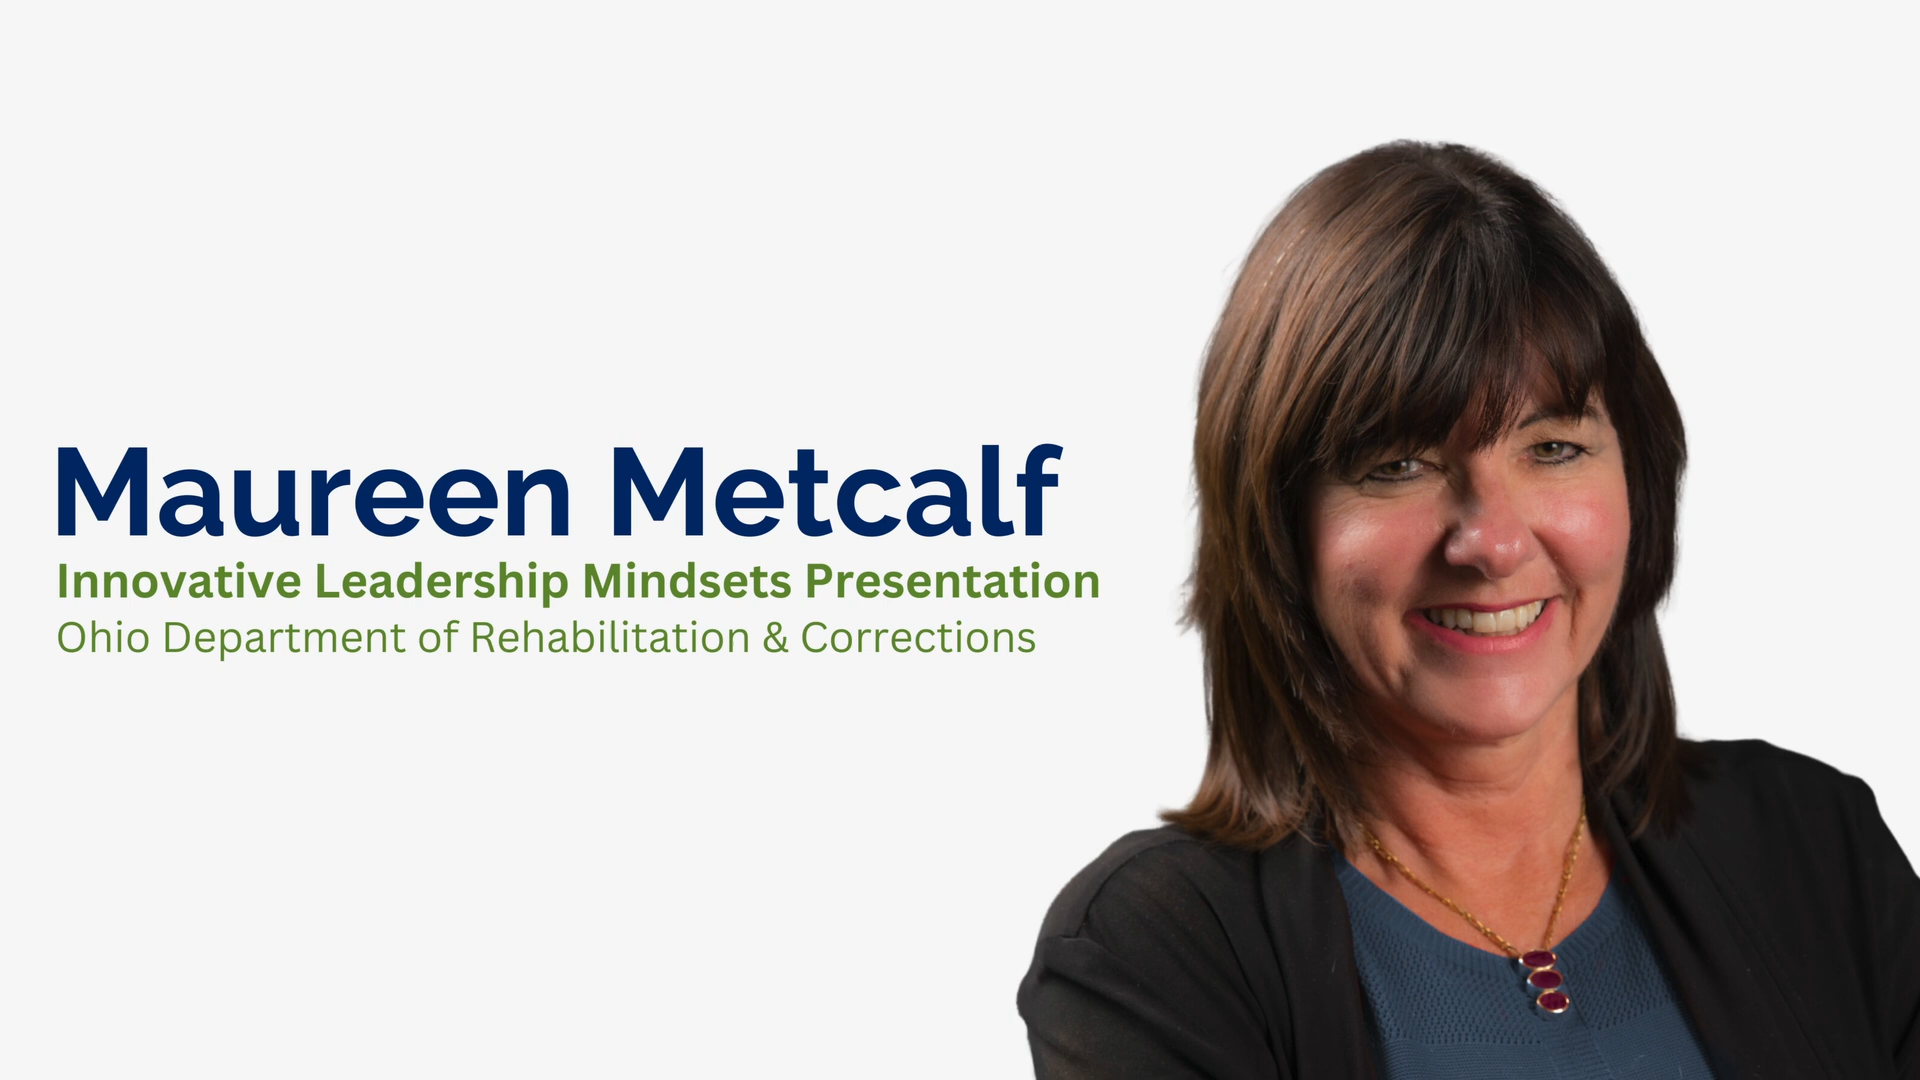 Maureen Metcalf
Innovative Leadership Mindsets Presentation
Ohio Department of Rehabilitation & Corrections